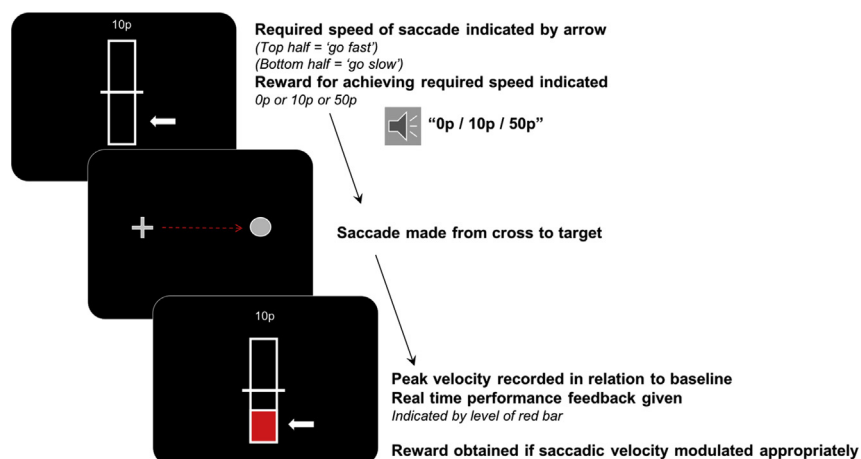 10p
Required speed of saccade indicated by arrow
(Top half = ‘go fast’)
(Bottom half = ‘go slow’)
Reward for achieving required speed indicated
0p or 10p or 50p
“0p / 10p / 50p”
Saccade made from cross to target
10p
Peak velocity recorded in relation to baseline
Real time performance feedback given
Indicated by level of red bar
Reward obtained if saccadic velocity modulated appropriately